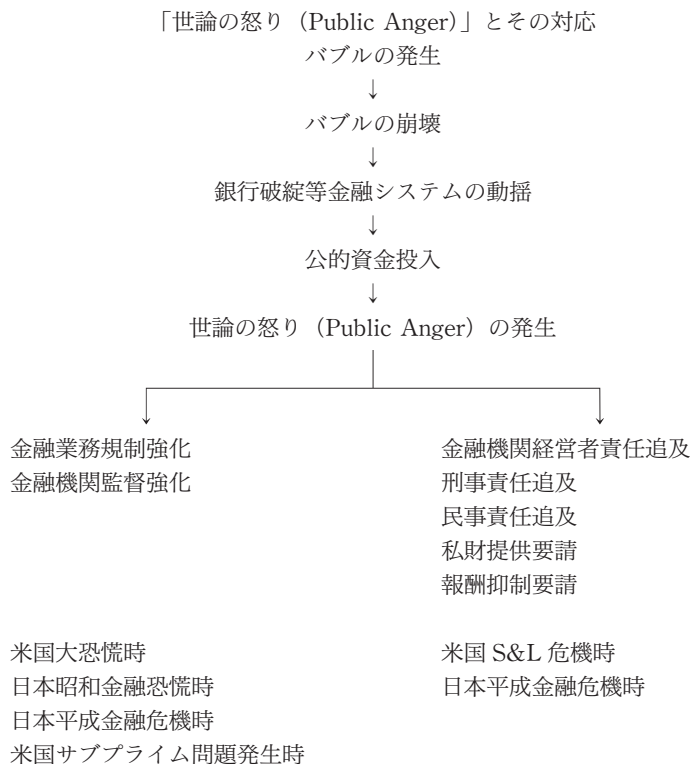 「世論の怒り（Public Anger）」とその対応
バブルの発生
↓
バブルの崩壊
↓
銀行破綻等金融システムの動揺
↓
公的資金投入
↓
世論の怒り（Public Anger）の発生
金融業務規制強化
金融機関監督強化
金融機関経営者責任追及
刑事責任追及
民事責任追及
私財提供要請
報酬抑制要請
米国大恐慌時
日本昭和金融恐慌時
日本平成金融危機時
米国サブプライム問題発生時
米国 S&L 危機時
日本平成金融危機時